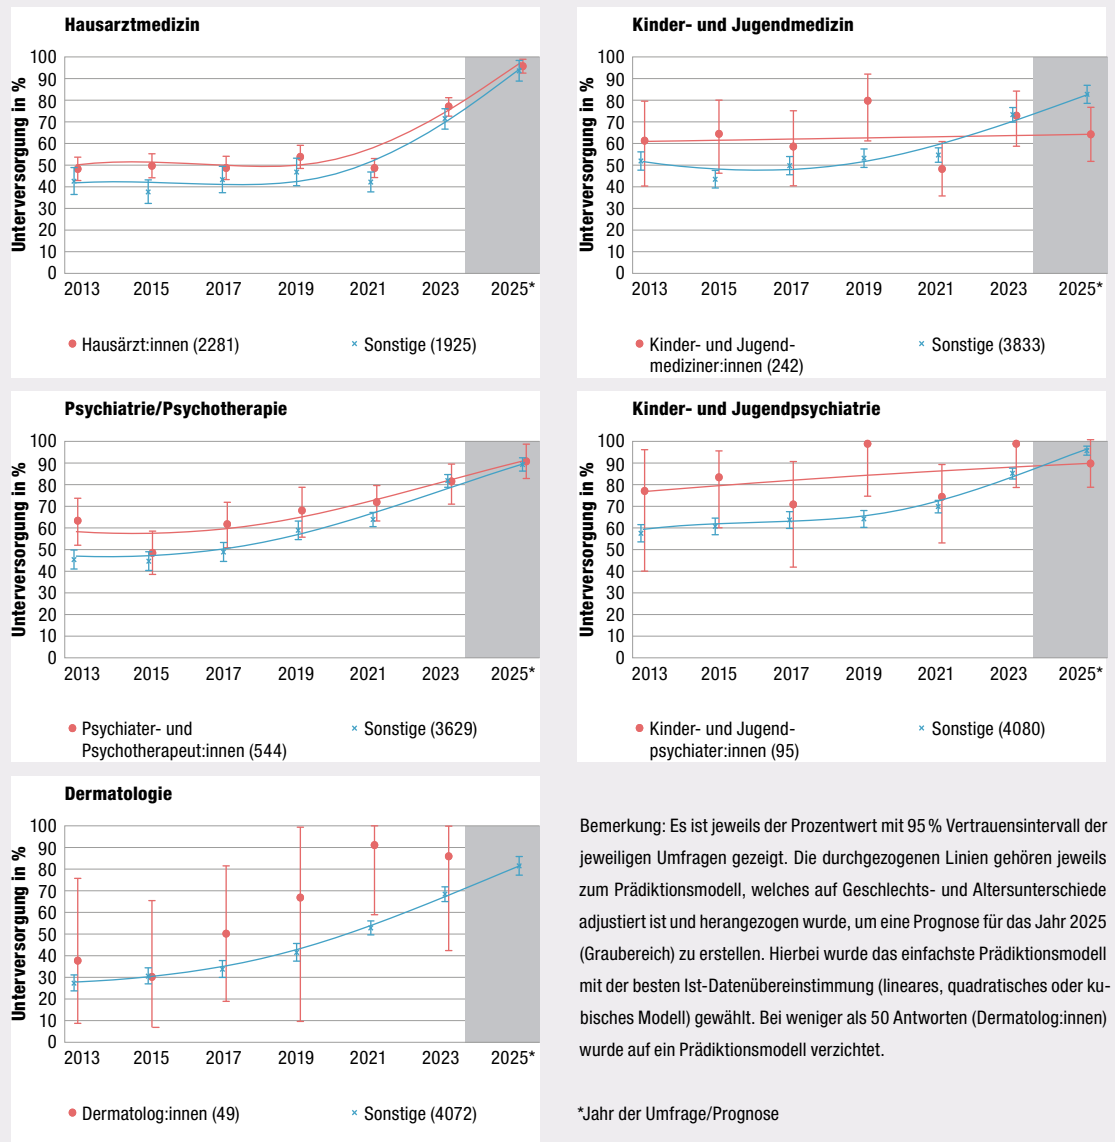 Hausarztmedizin
Unterversorgung in %
100
90
80
70
60
50
40
30
20
10
0
2013 2015 2017 2019 2021 2023 2025*
Hausärzt:innen (2281) Sonstige (1925)
Kinder- und Jugendmedizin
Unterversorgung in %
100
90
80
70
60
50
40
30
20
10
0
2013 2015 2017 2019 2021 2023 2025*
Kinder- und Jugend-
mediziner:innen (242)
Sonstige (3833)
Psychiatrie/Psychotherapie
Unterversorgung in %
100
90
80
70
60
50
40
30
20
10
0
2013 2015 2017 2019 2021 2023 2025*
Psychiater- und
Psychotherapeut:innen (544)
Sonstige (3629)
Kinder- und Jugendpsychiatrie
Unterversorgung in %
100
90
80
70
60
50
40
30
20
10
0
2013 2015 2017 2019 2021 2023 2025*
Kinder- und Jugend-
psychiater:innen (95)
Sonstige (4080)
Dermatologie
Unterversorgung in %
100
90
80
70
60
50
40
30
20
10
0
2013 2015 2017 2019 2021 2023 2025*
Dermatolog:innen (49) Sonstige (4072)
Bemerkung: Es ist jeweils der Prozentwert mit 95 % Vertrauensintervall der
jeweiligen Umfragen gezeigt. Die durchgezogenen Linien gehören jeweils
zum Prädiktionsmodell, welches auf Geschlechts- und Altersunterschiede
adjustiert ist und herangezogen wurde, um eine Prognose für das Jahr 2025
(Graubereich) zu erstellen. Hierbei wurde das einfachste Prädiktionsmodell
mit der besten Ist-Datenübereinstimmung (lineares, quadratisches oder ku-
bisches Modell) gewählt. Bei weniger als 50 Antworten (Dermatolog:innen)
wurde auf ein Prädiktionsmodell verzichtet.
*Jahr der Umfrage/Prognose